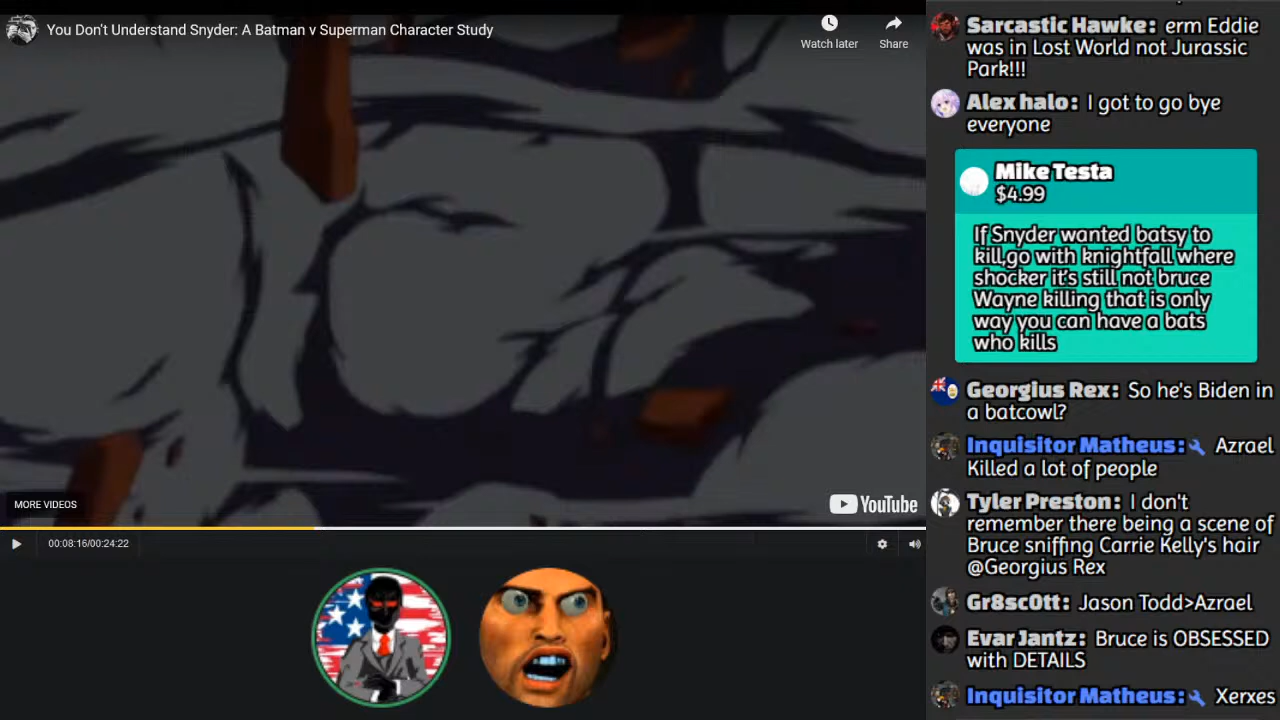 You Don't Understand Snyder: A Batman v Superman Character Study
Watch later
Share
MORE VIDEOS
YouTube
00:08:16/00:24:22
Sarcastic Hawke: erm Eddie
was in Lost World not Jurassic
Park!!!
Alex halo: I got to go bye
everyone
Mike Testa
$4.99
If Snyder wanted batsy to
kill,go with knightfall where
shocker it's still not bruce
Wayne killing that is only
way you can have a bats
who kills
Georgius Rex: So he's Biden in
a batcowl?
Inquisitor Matheus: Azrael
Killed a lot of people
Tyler Preston: I don't
remember there being a scene of
Bruce sniffing Carrie Kelly's hair
@Georgius Rex
Gr8sc0tt: Jason Todd>Azrael
Evar Jantz: Bruce is OBSESSED
with DETAILS
Inquisitor Matheus: Xerxes